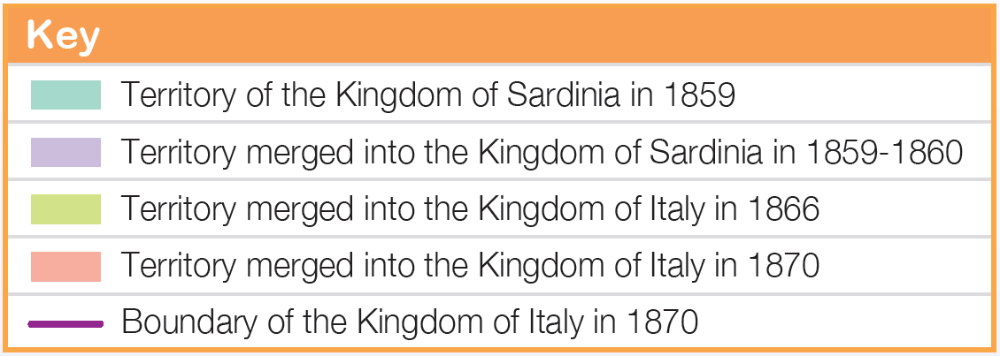 Key
Territory of the Kingdom of Sardinia in 1859
Territory merged into the Kingdom of Sardinia in 1859-1860
Territory merged into the Kingdom of Italy in 1866
Territory merged into the Kingdom of Italy in 1870
Boundary of the Kingdom of Italy in 1870